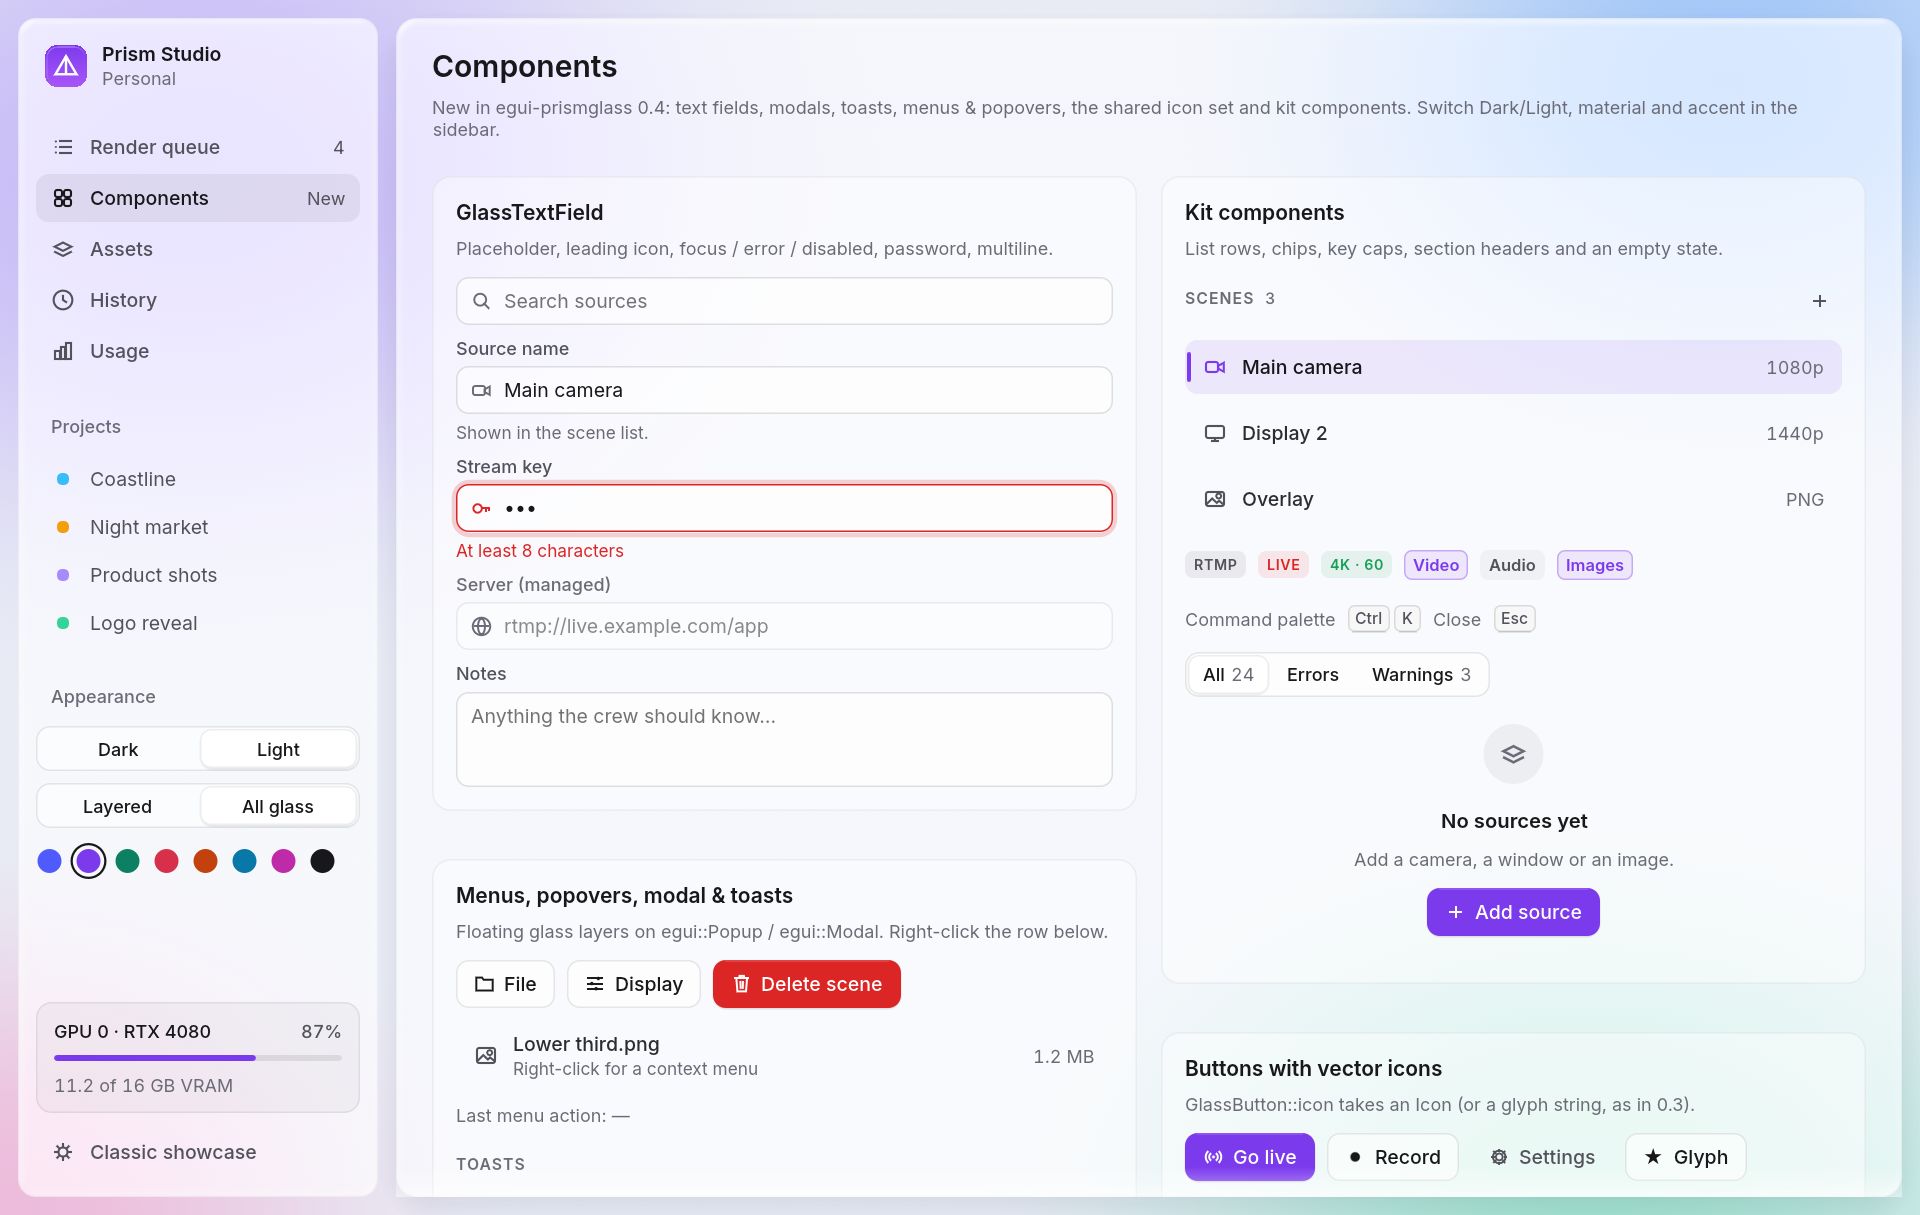 Prism Studio
Personal
Render queue 4
Components New
Assets
History
Usage
Projects
Coastline
Night market
Product shots
Logo reveal
Appearance
Dark Light
Layered All glass
GPU 0 · RTX 4080 87%
11.2 of 16 GB VRAM
Classic showcase
Components
New in egui-prismglass 0.4: text fields, modals, toasts, menus & popovers, the shared icon set and kit components. Switch Dark/Light, material and accent in the
sidebar.
GlassTextField
Placeholder, leading icon, focus / error / disabled, password, multiline.
Search sources
Source name
Main camera
Shown in the scene list.
Stream key
•••
At least 8 characters
Server (managed)
rtmp://live.example.com/app
Notes
Anything the crew should know...
Menus, popovers, modal & toasts
Floating glass layers on egui::Popup / egui::Modal. Right-click the row below.
File Display Delete scene
Lower third.png
Right-click for a context menu
1.2 MB
Last menu action: —
TOASTS
Kit components
List rows, chips, key caps, section headers and an empty state.
SCENES 3
Main camera 1080p
Display 2 1440p
Overlay PNG
RTMP LIVE 4K · 60 Video Audio Images
Command palette Ctrl K Close Esc
All 24 Errors Warnings 3
No sources yet
Add a camera, a window or an image.
Add source
Buttons with vector icons
GlassButton::icon takes an Icon (or a glyph string, as in 0.3).
Go live Record Settings ★ Glyph